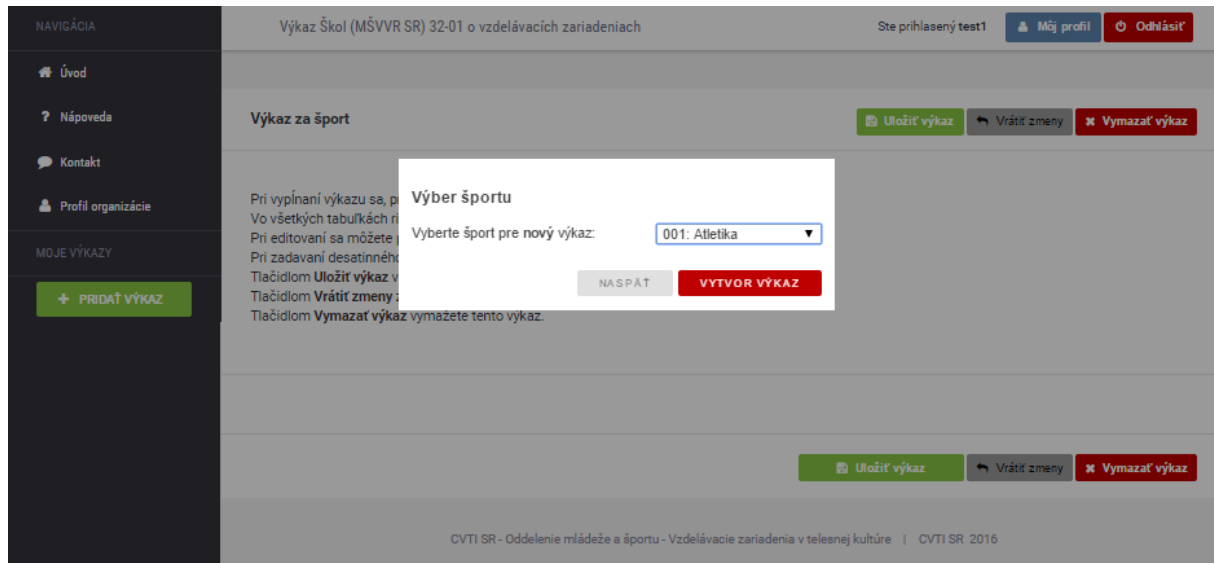 NAVIGÁCIA
Výkaz Škol (MŠVVR SR) 32-01 o vzdelávacích zariadeniach
Ste prihlasený test1
Môj profil
Odhlásiť
Úvod
Nápoveda
Kontakt
Profil organizácie
MOJE VÝKAZY
PRIDAŤ VÝKAZ
Výkaz za šport
Uložiť výkaz
Vrátiť zmeny
Vymazať výkaz
Pri vypĺnaní výkazu sa,
Vo všetkých tabuľkách
Pri editovaní sa môžete
Pri zadavaní desatinného
Tlačidlom Uložiť výkaz
Tlačidlom Vrátiť zmeny
Tlačidlom Vymazať výkaz vymažete tento výkaz.
Výber športu
Vyberte šport pre nový výkaz:
001: Atletika
NASPÄŤ
VYTVOR VÝKAZ
Uložiť výkaz
Vrátiť zmeny
Vymazať výkaz
CVTI SR - Oddelenie mládeže a športu - Vzdelávacie zariadenia v telesnej kultúre | CVTI SR 2016